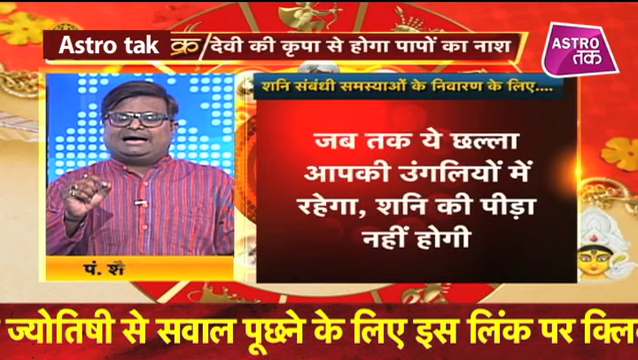 Astro tak
क्र देवी की कृपा से होगा पापों का नाश
ASTRO
तक
शनि संबंधी समस्याओं के निवारण के लिए....
जब तक ये छल्ला
आपकी उंगलियों में
रहेगा, शनि की पीड़ा
नहीं होगी
पं. शै
ज्योतिषी से सवाल पूछने के लिए इस लिंक पर क्लि